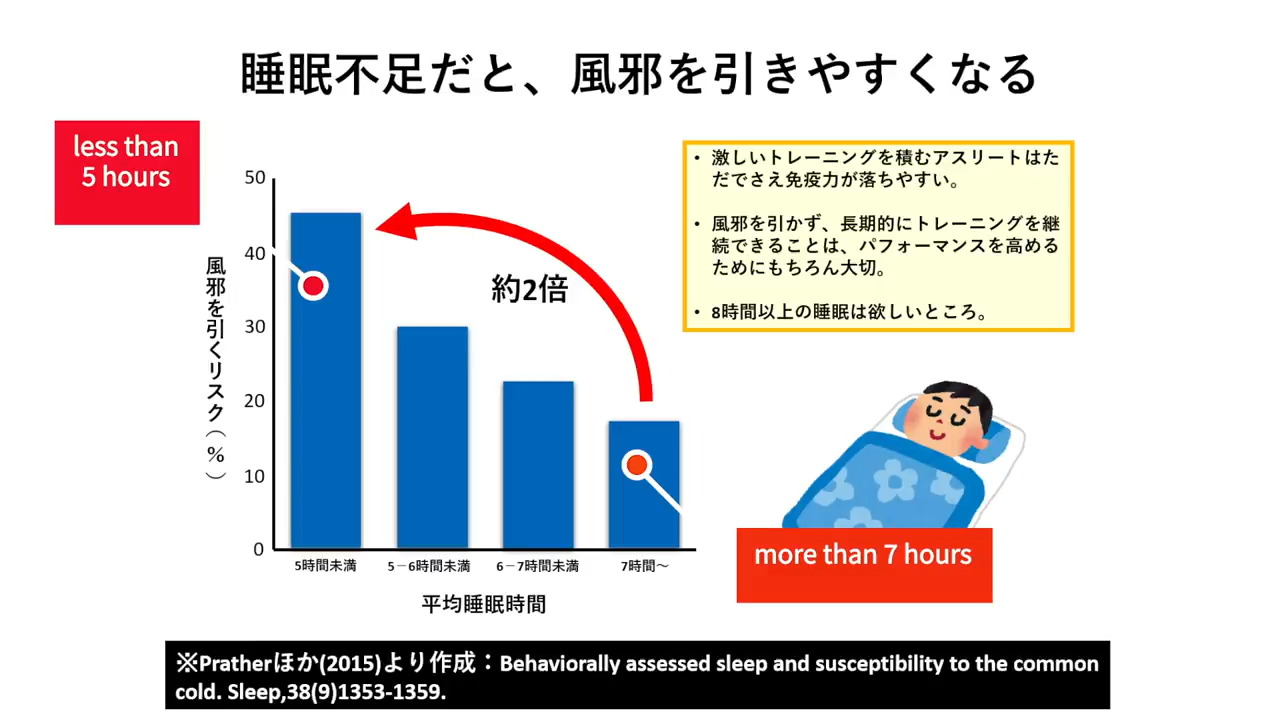 睡眠不足だと、風邪を引きやすくなる
less than
5 hours
• 激しいトレーニングを積むアスリートはた
だでさえ免疫力が落ちやすい。
• 風邪を引かず、長期的にトレーニングを継
続できることは、パフォーマンスを高める
ためにもちろん大切。
• 8時間以上の睡眠は欲しいところ。
風邪を引くリスク（%）
50
40
30
20
10
0
約2倍
5時間未満
5－6時間未満
6－7時間未満
7時間～
平均睡眠時間
more than 7 hours
※Pratherほか(2015)より作成：Behaviorally assessed sleep and susceptibility to the common
cold. Sleep,38(9)1353-1359.